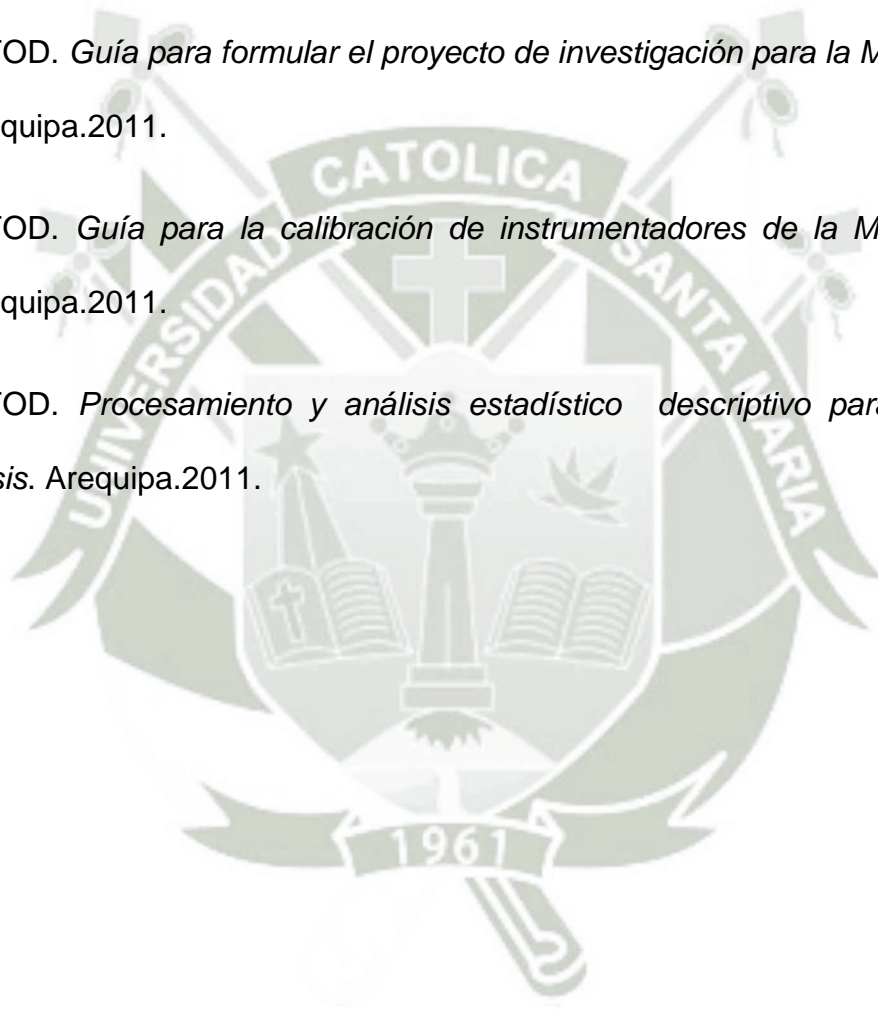 TOD. Guía para formular el proyecto de investigación para la M
quipa.2011.
TOD. Guía para la calibración de instrumentadores de la M
quipa.2011.
TOD. Procesamiento y análisis estadístico descriptivo para
sis. Arequipa.2011.
UNIVERSIDAD CATOLICA SANTA MARIA
1961